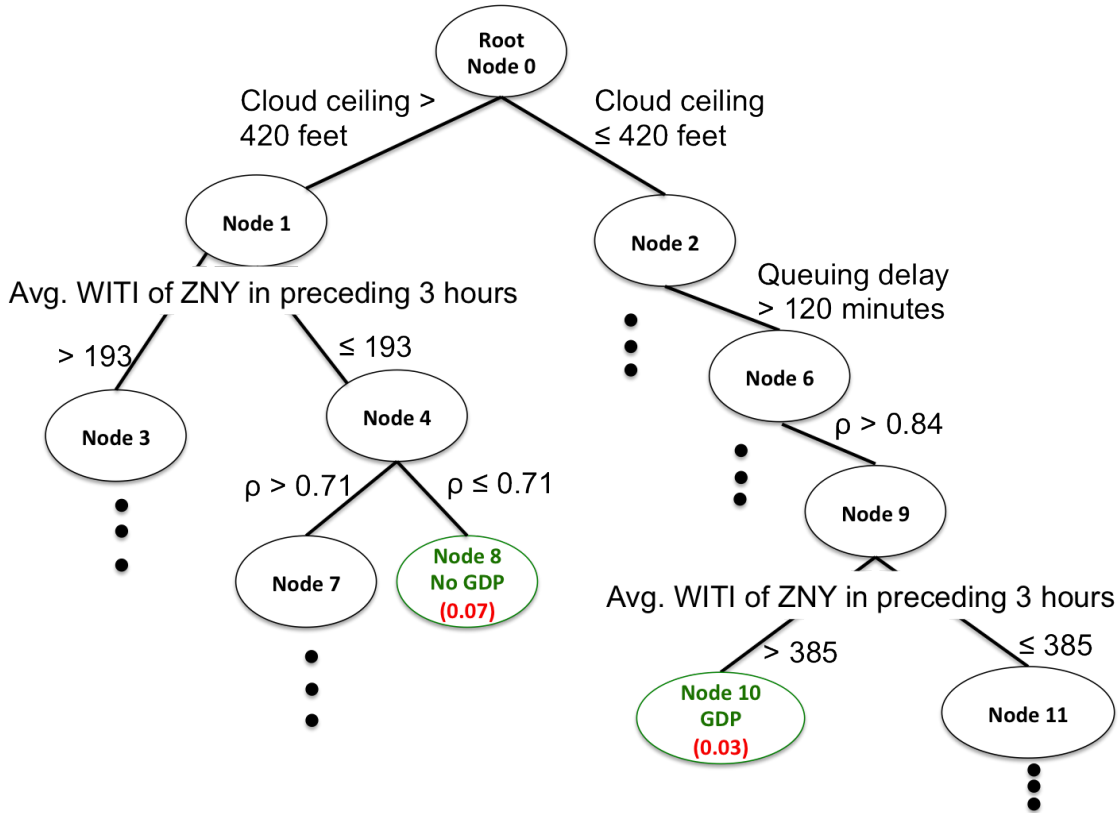 Root
Node 0
Cloud ceiling >
420 feet
Cloud ceiling
≤ 420 feet
Node 1
Node 2
Avg. WITI of ZNY in preceding 3 hours
Queuing delay
> 120 minutes
> 193
≤ 193
Node 6
Node 3
Node 4
ρ > 0.84
ρ > 0.71
ρ ≤ 0.71
Node 9
Node 7
Node 8
No GDP
(0.07)
Avg. WITI of ZNY in preceding 3 hours
> 385
≤ 385
Node 10
GDP
(0.03)
Node 11